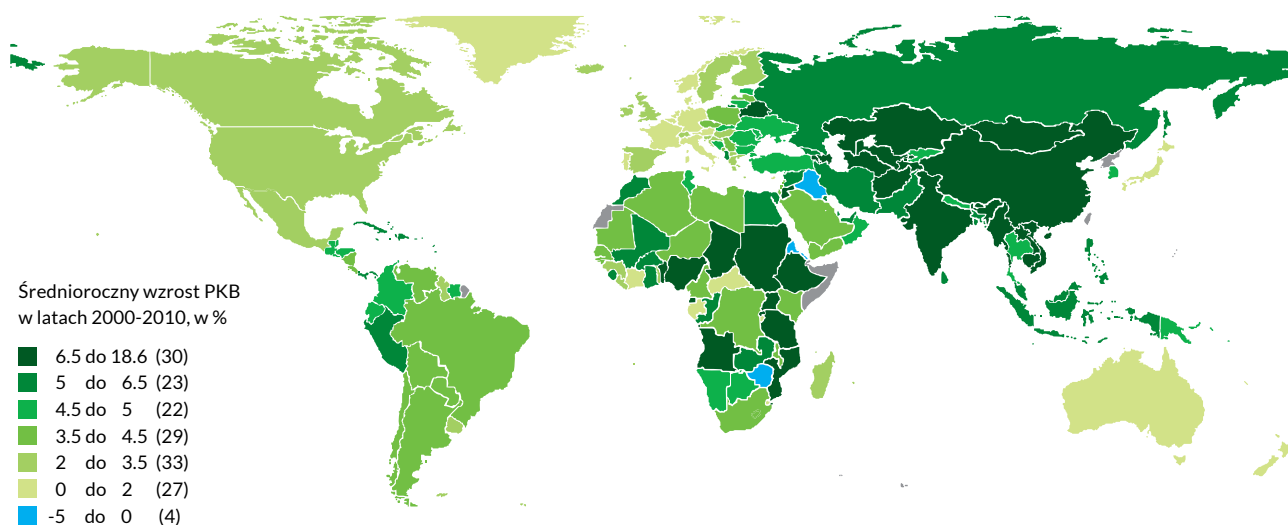 Średnioroczny wzrost PKB
w latach 2000-2010, w %
6.5 do 18.6 (30)
5 do 6.5 (23)
4.5 do 5 (22)
3.5 do 4.5 (29)
2 do 3.5 (33)
0 do 2 (27)
-5 do 0 (4)